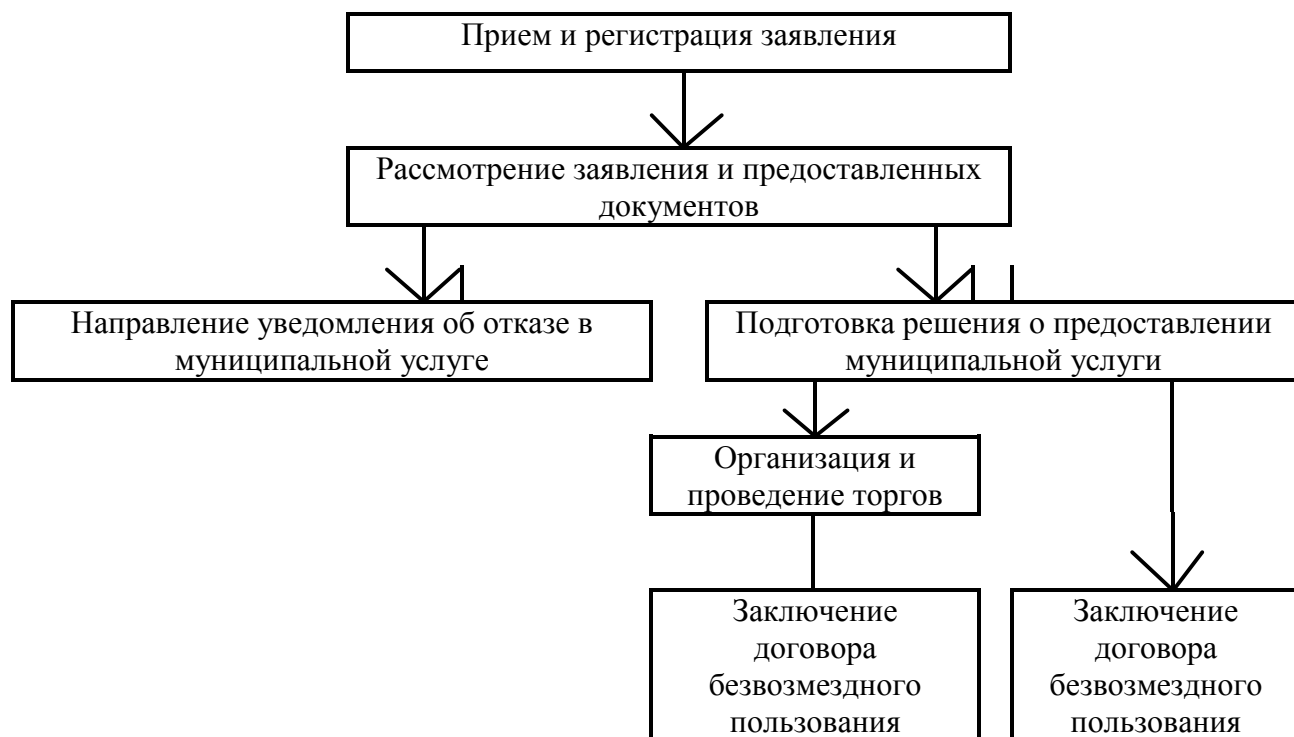 Прием и регистрация заявления
Рассмотрение заявления и предоставленных
документов
Направление уведомления об отказе в
муниципальной услуге
Подготовка решения о предоставлении
муниципальной услуги
Организация и
проведение торгов
Заключение
договора
безвозмездного
пользования
Заключение
договора
безвозмездного
пользования